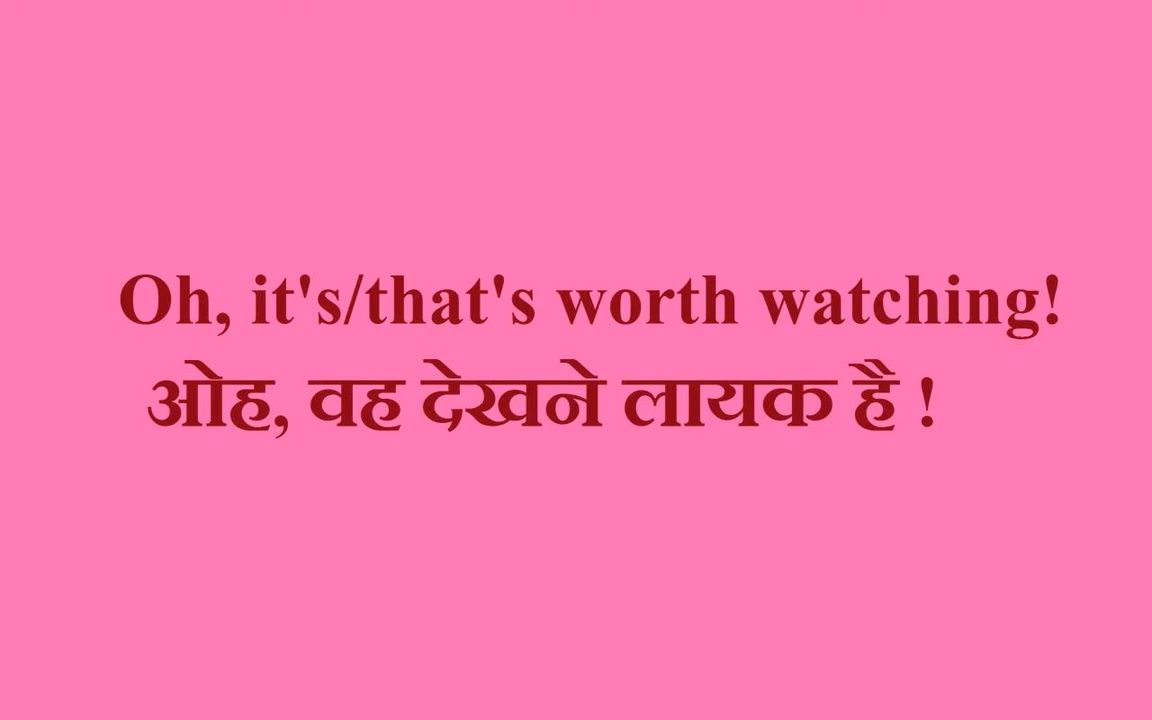 Oh, it's/that's worth watching!
ओह, वह देखने लायक है !